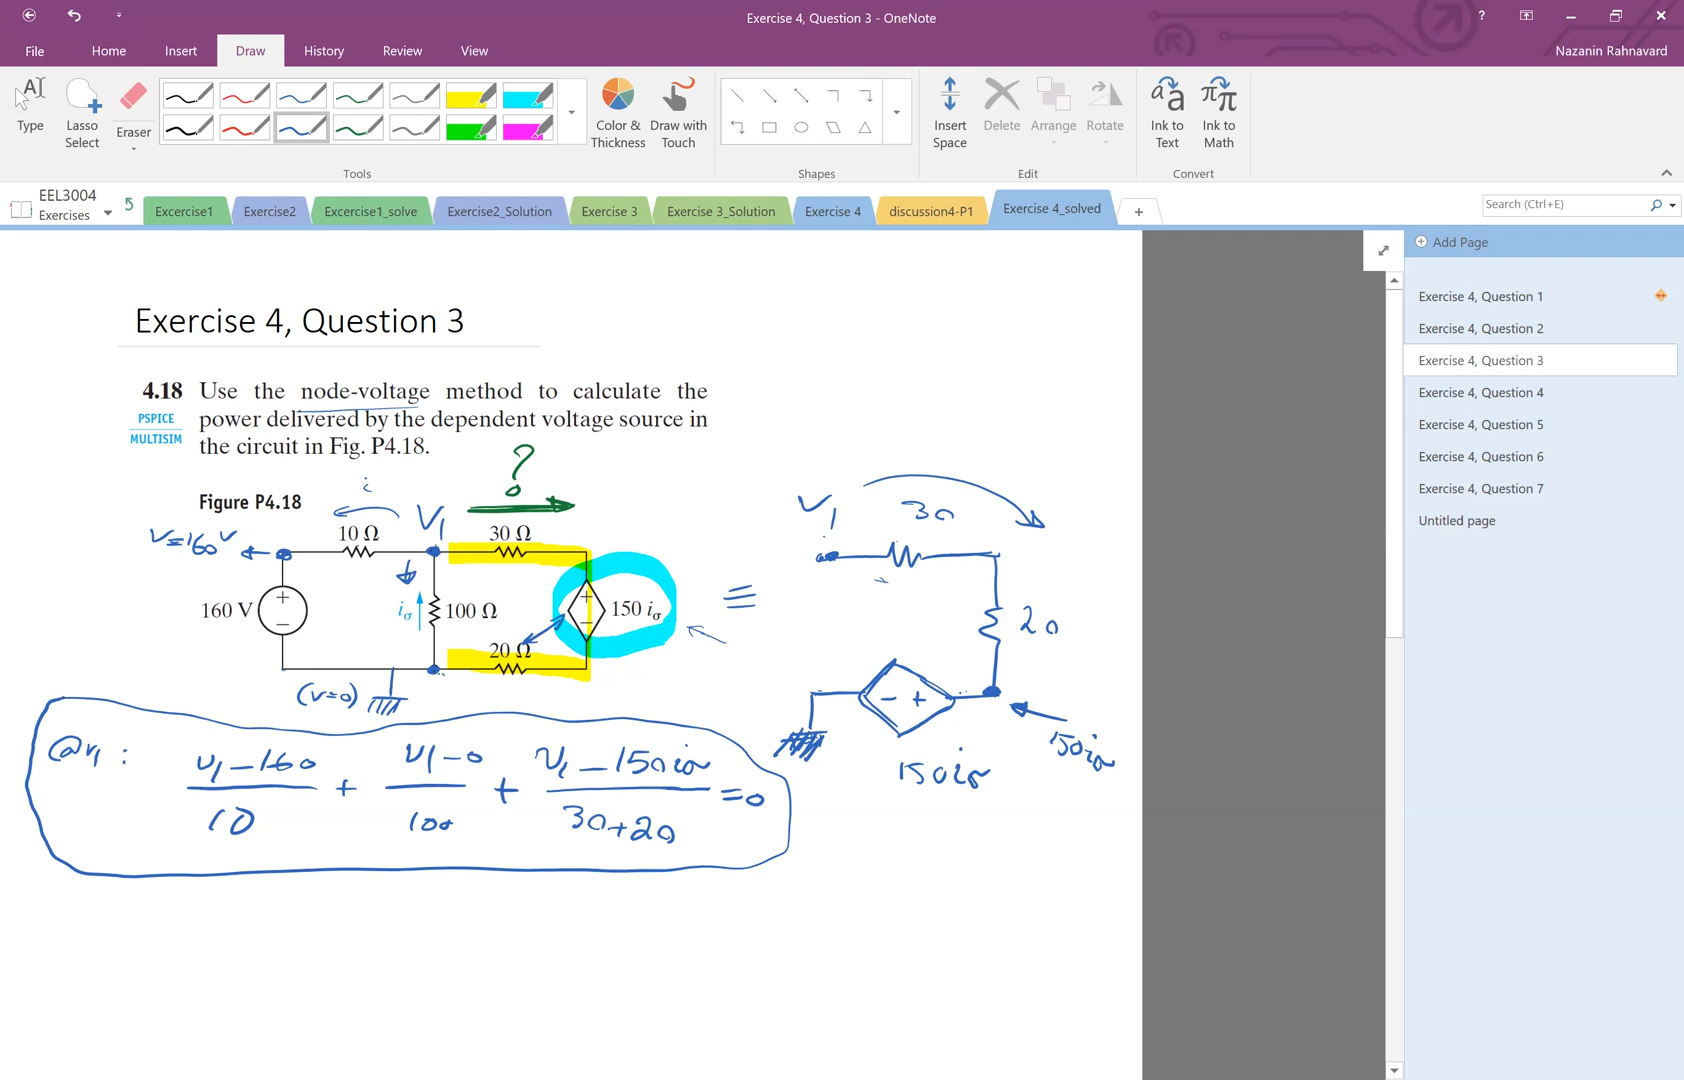 Exercise 4, Question 3 - OneNote
?
File
Home
Insert
Draw
History
Review
View
Nazanin Rahnavard
Type
Lasso Select
Eraser
Color & Thickness
Draw with Touch
Insert Space
Delete
Arrange
Rotate
Ink to Text
Ink to Math
Tools
Shapes
Edit
Convert
EEL3004
Exercises
Excercise1
Exercise2
Excercise1_solve
Exercise2_Solution
Exercise 3
Exercise 3_Solution
Exercise 4
discussion4-P1
Exercise 4_solved
+
Search (Ctrl+E)
Add Page
Exercise 4, Question 1
Exercise 4, Question 2
Exercise 4, Question 3
Exercise 4, Question 4
Exercise 4, Question 5
Exercise 4, Question 6
Exercise 4, Question 7
Untitled page
Exercise 4, Question 3
4.18 Use the node-voltage method to calculate the
PSPICE
power delivered by the dependent voltage source in
MULTISIM
the circuit in Fig. P4.18.
?
Figure P4.18
i
V1
V=160V
10 Ω
30 Ω
160 V
+
−
iσ
100 Ω
+
−
150 iσ
20 Ω
(v=0)
≡
V1
30
20
− +
150iσ
150iσ
@v1 :
v1 − 160 / 10 + v1 − 0 / 100 + v1 − 150iσ / 30+20 = 0